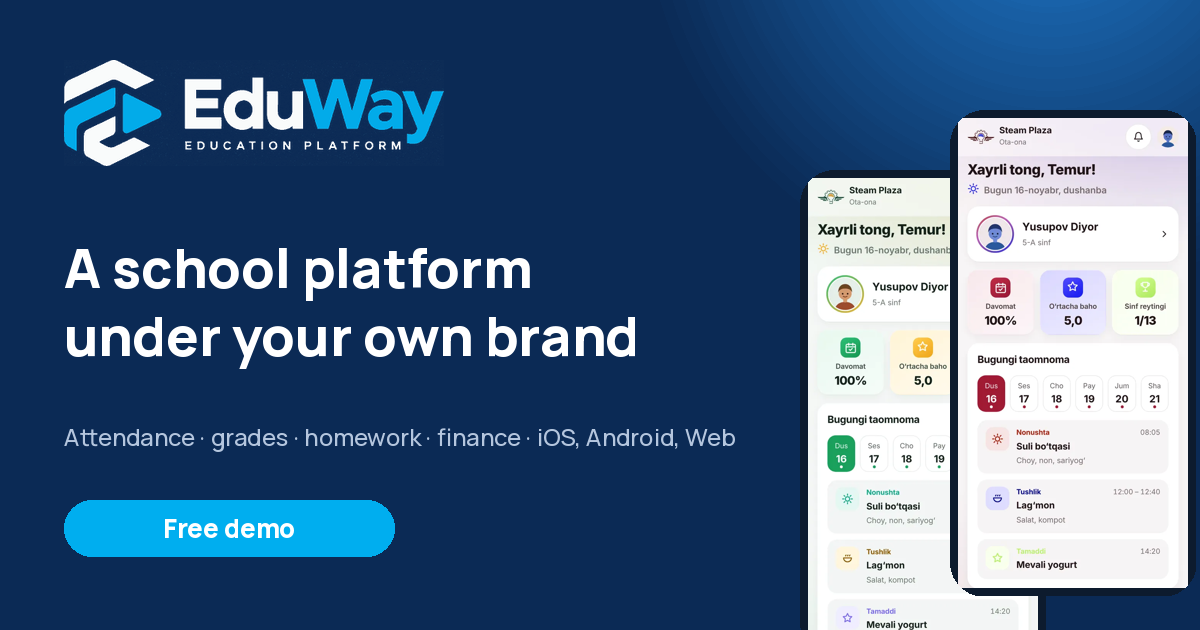 EduWay
EDUCATION PLATFORM
A school platform
under your own brand
Attendance · grades · homework · finance · iOS, Android, Web
Free demo
Steam Plaza
Ota-ona
Xayrli tong, Temur!
Bugun 16-noyabr, dushanb
Yusupov Diyor
5-A sinf
Davomat
100%
O'rtacha baho
5,0
Bugungi taomnoma
Dus Ses Cho Pay
16 17 18 19
Nonushta
Suli bo'tqasi
Choy, non, sariyog'
Tushlik
Lag'mon
Salat, kompot
Tamaddi 14:20
Mevali yogurt
Steam Plaza
Ota-ona
Xayrli tong, Temur!
Bugun 16-noyabr, dushanba
Yusupov Diyor
5-A sinf
Davomat O'rtacha baho Sinf reytingi
100% 5,0 1/13
Bugungi taomnoma
Dus Ses Cho Pay Jum Sha
16 17 18 19 20 21
Nonushta 08:05
Suli bo'tqasi
Choy, non, sariyog'
Tushlik 12:00 – 12:40
Lag'mon
Salat, kompot
Tamaddi 14:20
Mevali yogurt